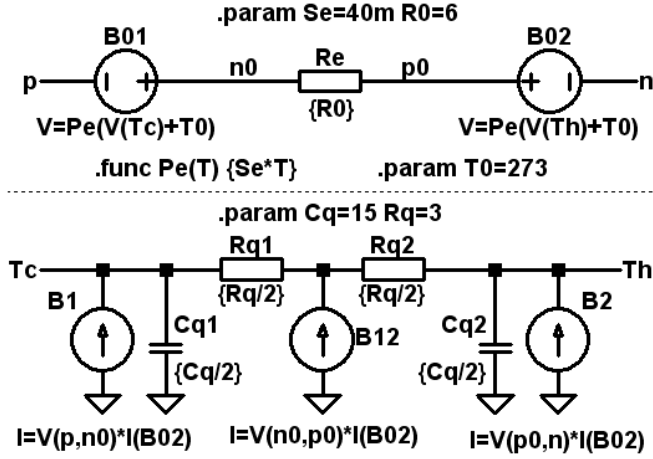 .param Se=40m R0=6
B01 Re B02
p n0 p0 n
{R0}
V=Pe(V(Tc)+T0) V=Pe(V(Th)+T0)
.func Pe(T) {Se*T} .param T0=273
.param Cq=15 Rq=3
Rq1 Rq2
Tc Th
{Rq/2} {Rq/2}
B1 Cq1 B12 Cq2 B2
{Cq/2} {Cq/2}
I=V(p,n0)*I(B02) I=V(n0,p0)*I(B02) I=V(p0,n)*I(B02)